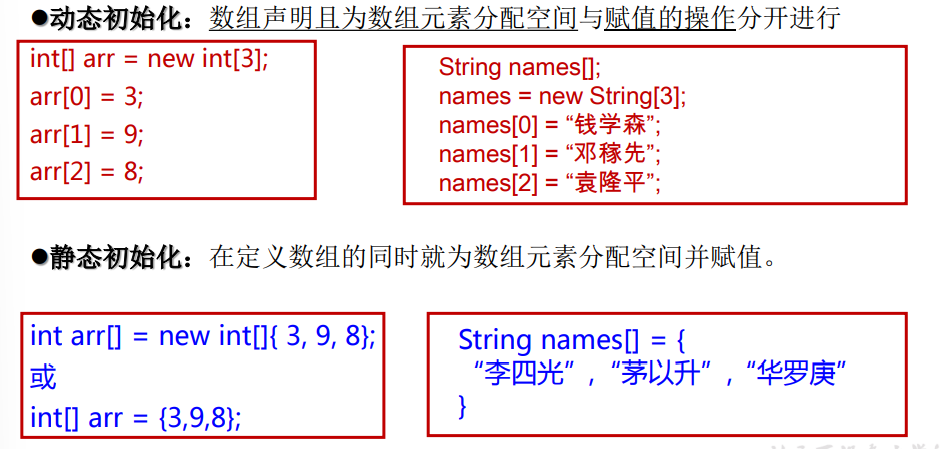 ●动态初始化：数组声明且为数组元素分配空间与赋值的操作分开进行
int[] arr = new int[3];
arr[0] = 3;
arr[1] = 9;
arr[2] = 8;
String names[];
names = new String[3];
names[0] = “钱学森”;
names[1] = “邓稼先”;
names[2] = “袁隆平”;
●静态初始化：在定义数组的同时就为数组元素分配空间并赋值。
int arr[] = new int[]{ 3, 9, 8};
或
int[] arr = {3,9,8};
String names[] = {
“李四光”,“茅以升”,“华罗庚”
}